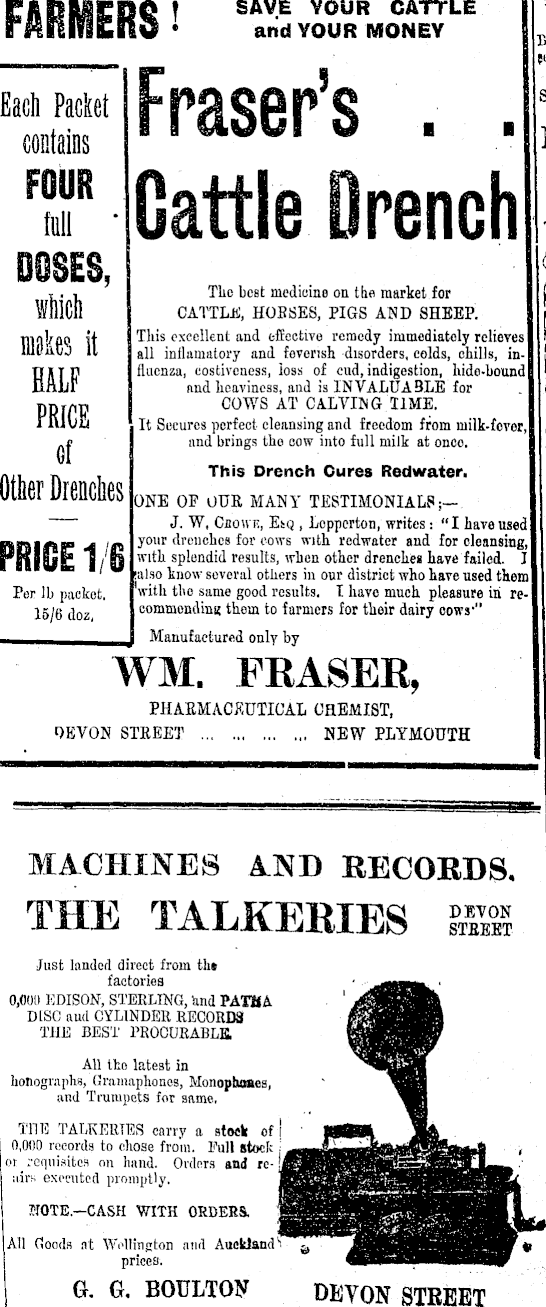 FARMERS!
SAVE YOUR CATTLE
and YOUR MONEY
Each Packet
contains
FOUR
full
DOSES,
which
makes it
HALF
PRICE
of
Other Drenches
PRICE 1/6
Per lb packet,
15/6 doz,
Fraser's . .
Cattle Drench
The best medicine on the market for
CATTLE, HORSES, PIGS AND SHEEP.
This excellent and effective remedy immediately relieves
all inflamatory and feverish disorders, colds, chills, in-
fluenza, costiveness, loss of cud, indigestion, hide-bound
and heaviness, and is INVALUABLE for
COWS AT CALVING TIME.
It Secures perfect cleansing and freedom from milk-fever,
and brings the cow into full milk at once.
This Drench Cures Redwater.
ONE OF OUR MANY TESTIMONIALS;—
J. W, CROWE, ESQ , Lepperton, writes : "I have used
your drenches for cows with redwater and for cleansing,
with splendid results, when other drenches have failed. I
also know several others in our district who have used them
with the same good results. I have much pleasure in re-
commending them to farmers for their dairy cows."
Manufactured only by
WM. FRASER,
PHARMACEUTICAL CHEMIST,
DEVON STREET ... ... ... ... NEW PLYMOUTH
MACHINES AND RECORDS.
THE TALKERIES DEVON
STREET
Just landed direct from the
factories
0,000 EDISON, STERLING, and PATHA
DISC and CYLINDER RECORDS
THE BEST PROCURABLE.
All the latest in
honographs, Gramaphones, Monophones,
and Trumpets for same.
THE TALKERIES carry a stock of
0,000 records to chose from. Full stock
or requisites on hand. Orders and re-
airs executed promptly.
NOTE.—CASH WITH ORDERS.
All Goods at Wellington and Auckland
prices.
G. G. BOULTON DEVON STREET